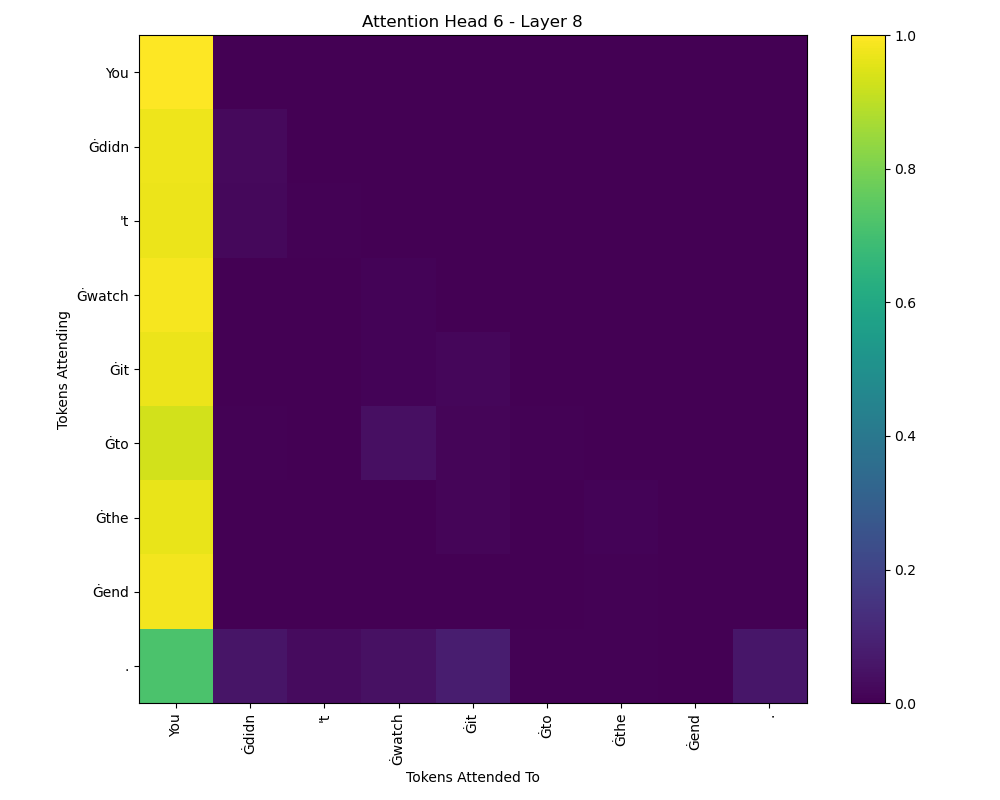 Attention Head 6 - Layer 8
Tokens Attending
You
Ġdidn
't
Ġwatch
Ġit
Ġto
Ġthe
Ġend
.
You
Ġdidn
't
Ġwatch
Ġit
Ġto
Ġthe
Ġend
.
Tokens Attended To
1.0
0.8
0.6
0.4
0.2
0.0